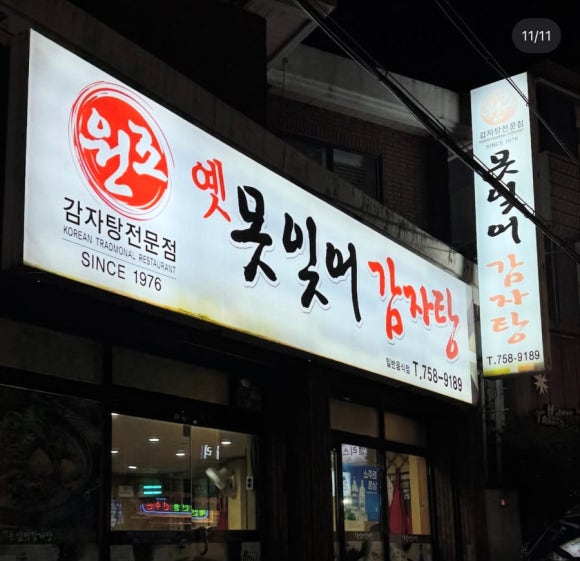 11/11
원조
감자탕전문점
KOREAN TRADMONAL RESTAURANT
SINCE 1976
옛 못잊어 감자탕
일반음식점 T.758-9189
감자탕전문점
SINCE 1976
못잊어
감자탕
T.758-9189